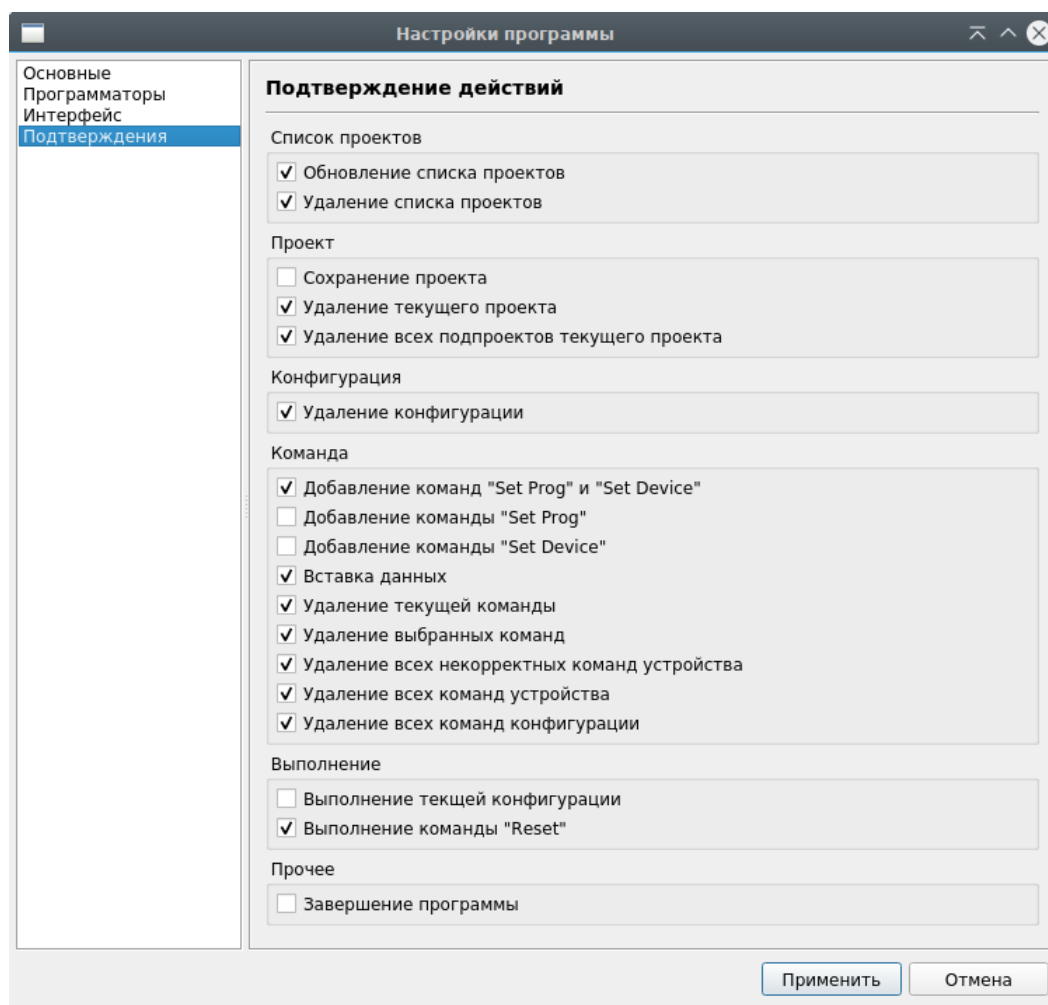 Настройки программы
Основные
Программаторы
Интерфейс
Подтверждения
Подтверждение действий
Список проектов
Обновление списка проектов
Удаление списка проектов
Проект
Сохранение проекта
Удаление текущего проекта
Удаление всех подпроектов текущего проекта
Конфигурация
Удаление конфигурации
Команда
Добавление команд "Set Prog" и "Set Device"
Добавление команды "Set Prog"
Добавление команды "Set Device"
Вставка данных
Удаление текущей команды
Удаление выбранных команд
Удаление всех некорректных команд устройства
Удаление всех команд устройства
Удаление всех команд конфигурации
Выполнение
Выполнение текщей конфигурации
Выполнение команды "Reset"
Прочее
Завершение программы
Применить
Отмена